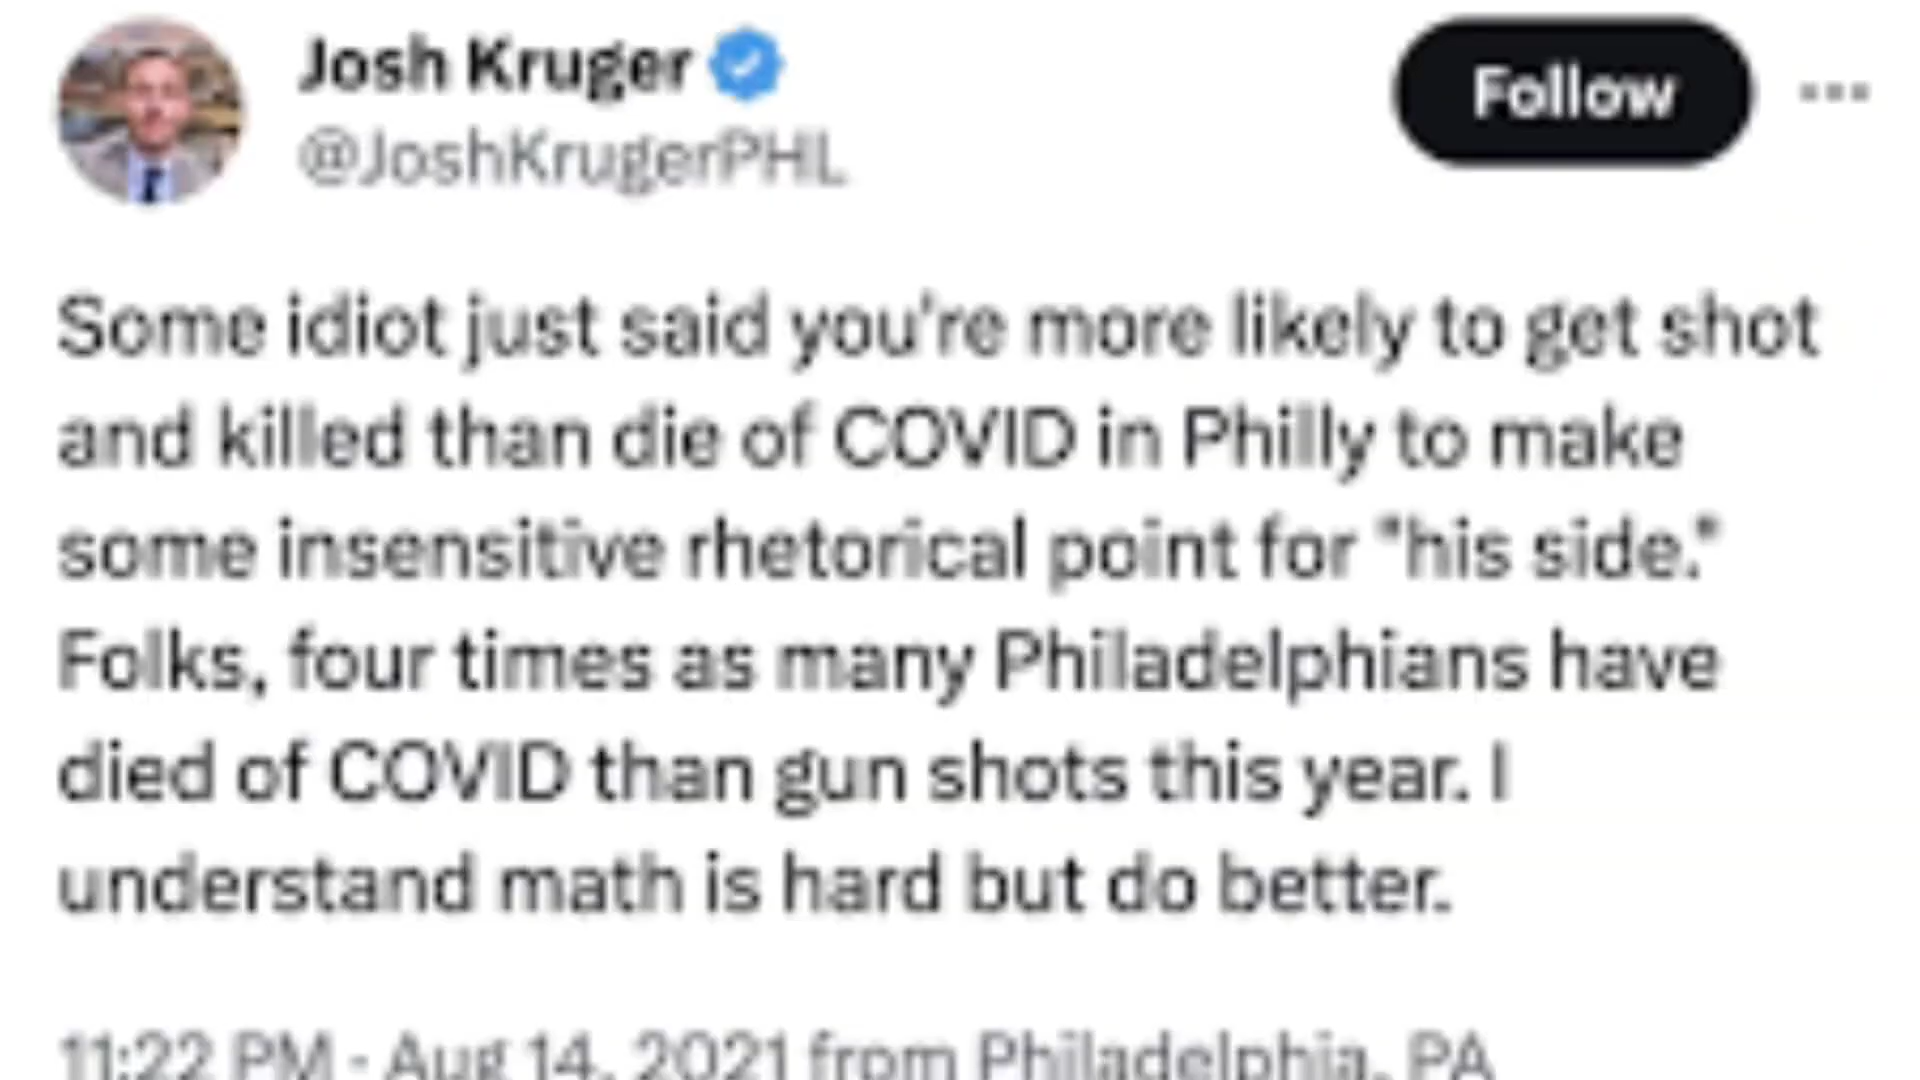 Josh Kruger
@JoshKrugerPHL
Follow
Some idiot just said you're more likely to get shot
and killed than die of COVID in Philly to make
some insensitive rhetorical point for "his side."
Folks, four times as many Philadelphians have
died of COVID than gun shots this year. I
understand math is hard but do better.
11:22 PM · Aug 14, 2021 from Philadelphia, PA